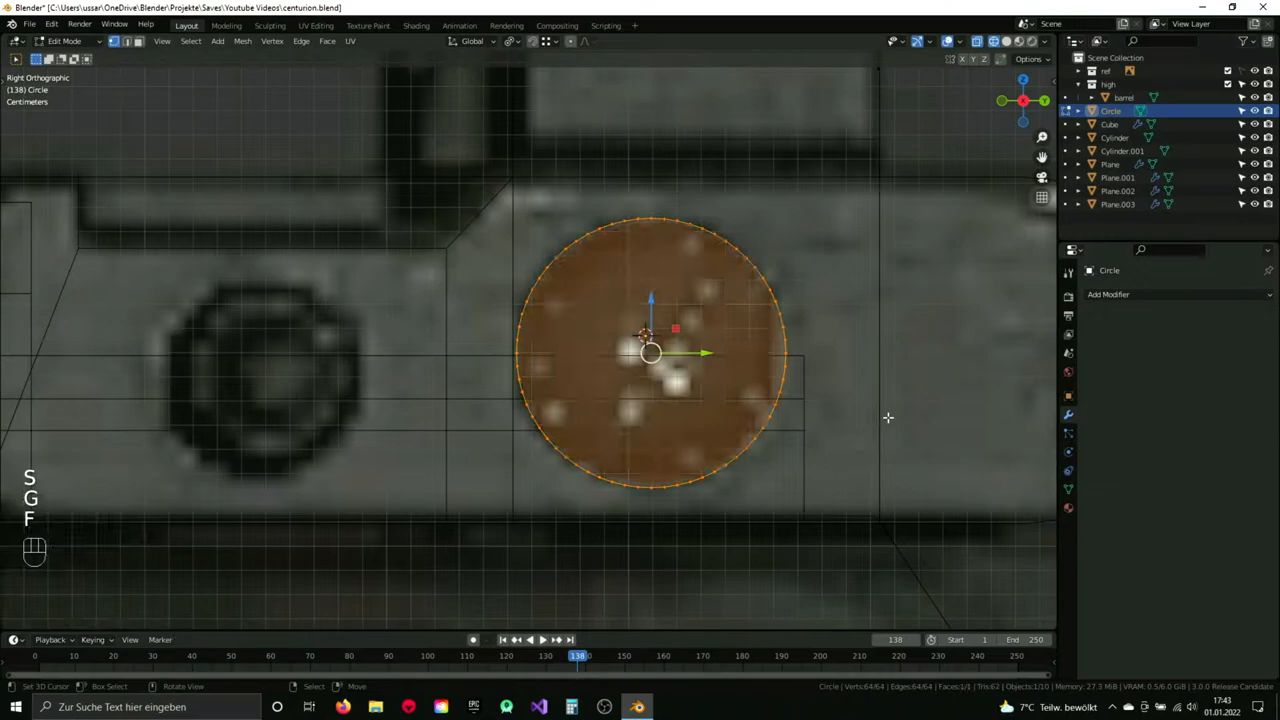 Blender* [C:\Users\ussar\OneDrive\Blender\Projekte\Saves\Youtube Videos\centurion.blend]
File Edit Render Window Help Layout Modeling Sculpting UV Editing Texture Paint Shading Animation Rendering Compositing Scripting + Scene View Layer
Edit Mode View Select Add Mesh Vertex Edge Face UV Global
X Y Z Options
Right Orthographic
(138) Circle
Centimeters
Z
X
Y
Scene Collection
ref
high
barrel
Circle
Cube
Cylinder
Cylinder.001
Plane
Plane.001
Plane.002
Plane.003
Circle
Add Modifier
S
G
F
Playback Keying View Marker 138 Start 1 End 250
0 10 20 30 40 50 60 70 80 90 100 110 120 130 138 150 160 170 180 190 200 210 220 230 240 250
Set 3D Cursor Box Select Rotate View Select Move Circle | Verts:64/64 | Edges:64/64 | Faces:1/1 | Tris:62 | Objects:1/10 | Memory: 27.3 MiB | VRAM: 0.5/6.0 GiB | 3.0.0 Release Candidate
Zur Suche Text hier eingeben
EPIC
7°C Teilw. bewölkt
17:43
01.01.2022